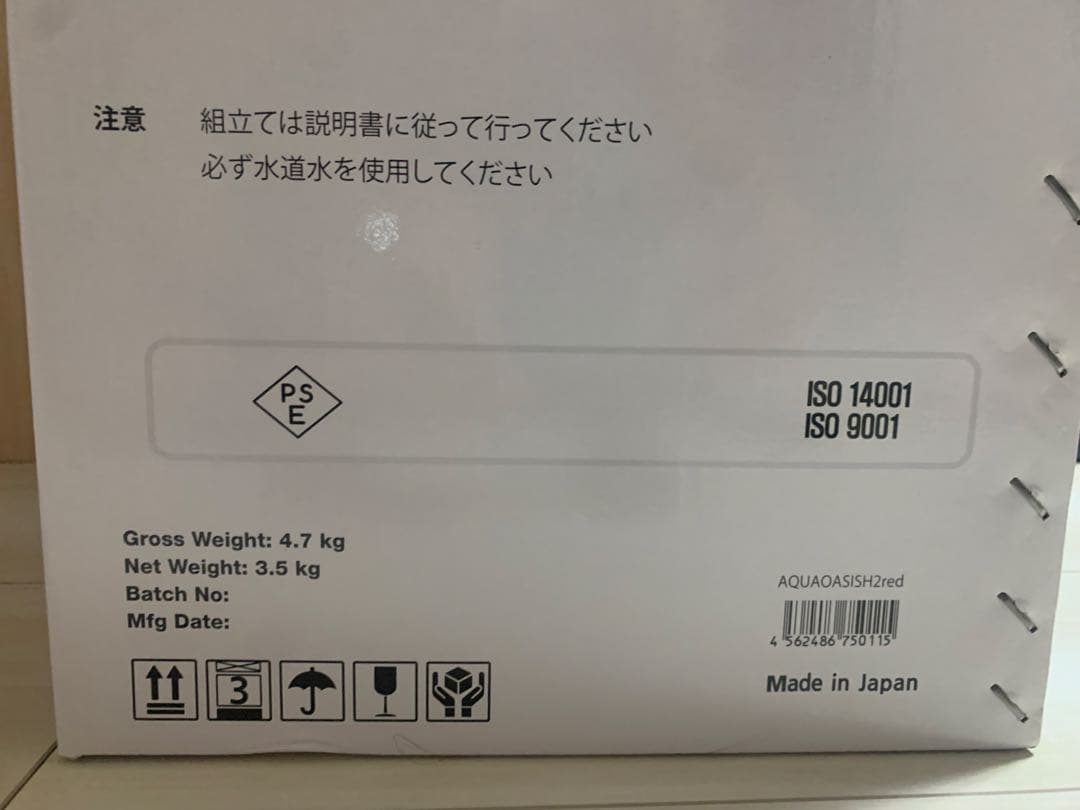 注意 組立ては説明書に従って行ってください
必ず水道水を使用してください
PS
E
ISO 14001
ISO 9001
Gross Weight: 4.7 kg
Net Weight: 3.5 kg
Batch No:
Mfg Date:
3
AQUAOASISH2red
4 562486 750115
Made in Japan